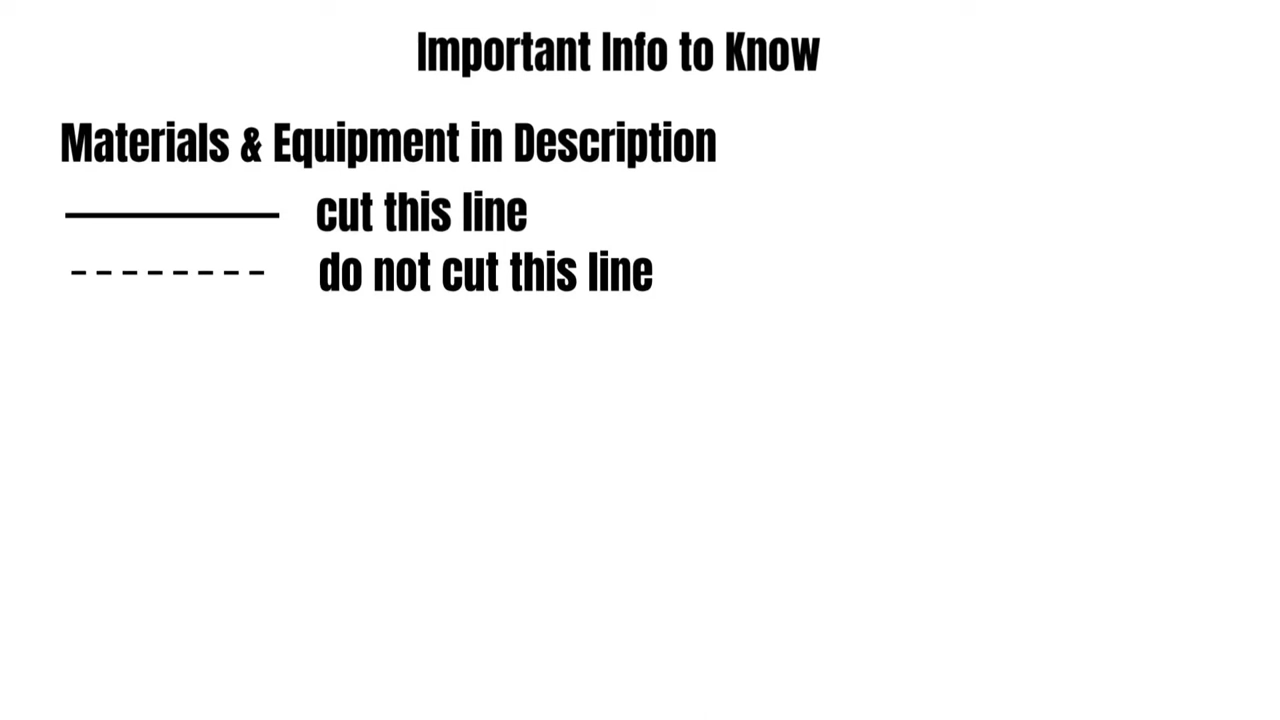 Important Info to Know
Materials & Equipment in Description
cut this line
do not cut this line